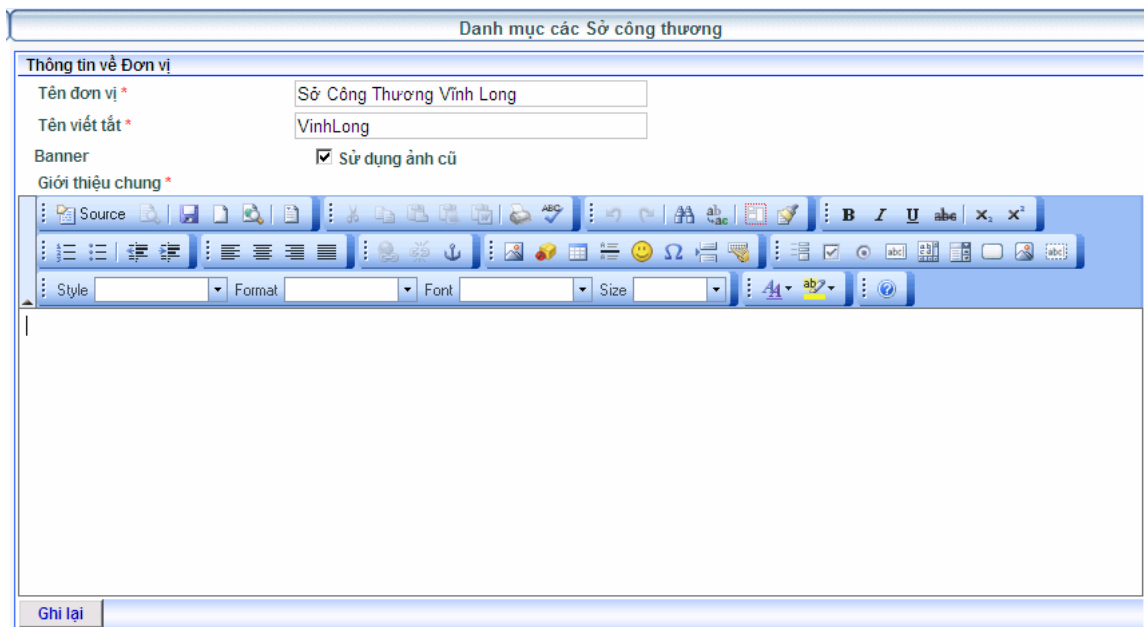 Danh mục các Sở công thương
Thông tin về Đơn vị
Tên đơn vị * Sở Công Thương Vĩnh Long
Tên viết tắt * VinhLong
Banner Sử dụng ảnh cũ
Giới thiệu chung *
Source B I U abc x₂ x²
Style Format Font Size
Ghi lại